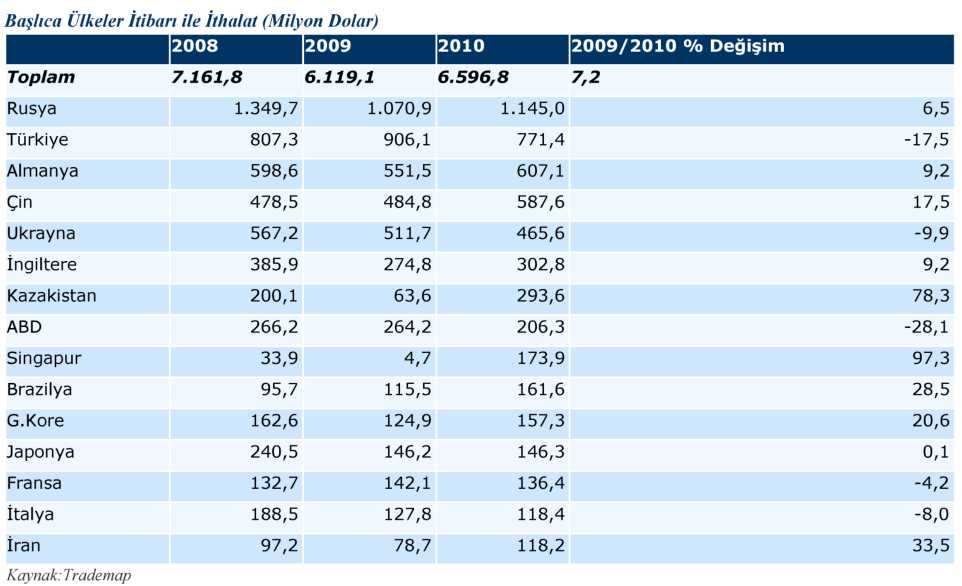 Başlıca Ülkeler İtibarı ile İthalat (Milyon Dolar)
2008 2009 2010 2009/2010 % Değişim
Toplam 7.161,8 6.119,1 6.596,8 7,2
Rusya 1.349,7 1.070,9 1.145,0 6,5
Türkiye 807,3 906,1 771,4 -17,5
Almanya 598,6 551,5 607,1 9,2
Çin 478,5 484,8 587,6 17,5
Ukrayna 567,2 511,7 465,6 -9,9
İngiltere 385,9 274,8 302,8 9,2
Kazakistan 200,1 63,6 293,6 78,3
ABD 266,2 264,2 206,3 -28,1
Singapur 33,9 4,7 173,9 97,3
Brazilya 95,7 115,5 161,6 28,5
G.Kore 162,6 124,9 157,3 20,6
Japonya 240,5 146,2 146,3 0,1
Fransa 132,7 142,1 136,4 -4,2
İtalya 188,5 127,8 118,4 -8,0
İran 97,2 78,7 118,2 33,5
Kaynak:Trademap